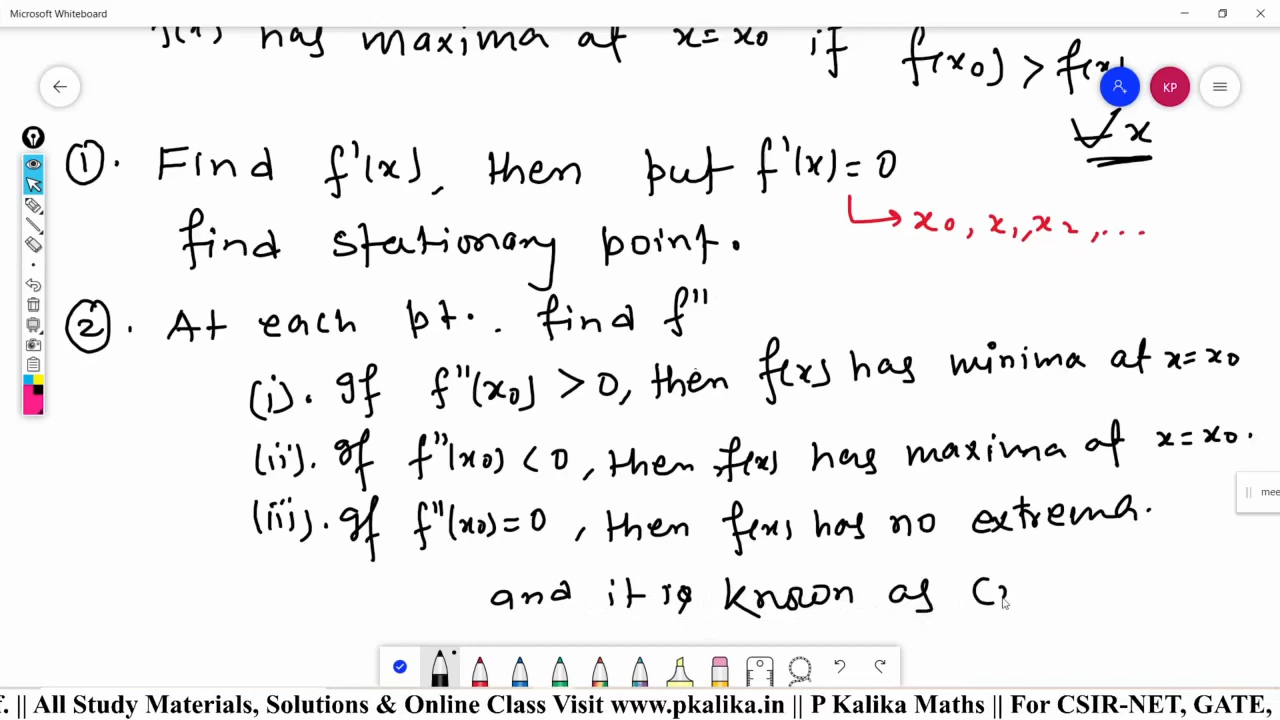 Microsoft Whiteboard
f(x) has maxima at x=x0 if f(x0) > f(x)
∀x
KP
①. Find f'(x), then put f'(x)=0
find stationary point.
x0, x1, x2, ...
②. At each pt.. find f''
(i). If f''(x0) > 0, then f(x) has minima at x=x0
(ii). If f''(x0) < 0, then f(x) has maxima at x=x0.
(iii). If f''(x0)=0, then f(x) has no extrema.
mee
and it is known as
f. || All Study Materials, Solutions & Online Class Visit www.pkalika.in || P Kalika Maths || For CSIR-NET, GATE,